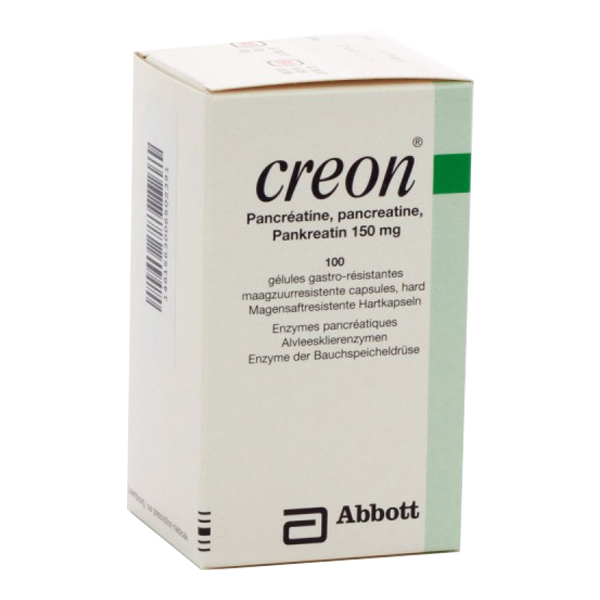 creon®
Pancréatine, pancreatine,
Pankreatin 150 mg
100
gélules gastro-résistantes
maagzuurresistente capsules, hard
Magensaftresistente Hartkapseln
Enzymes pancréatiques
Alvleesklierenzymen
Enzyme der Bauchspeicheldrüse
Abbott